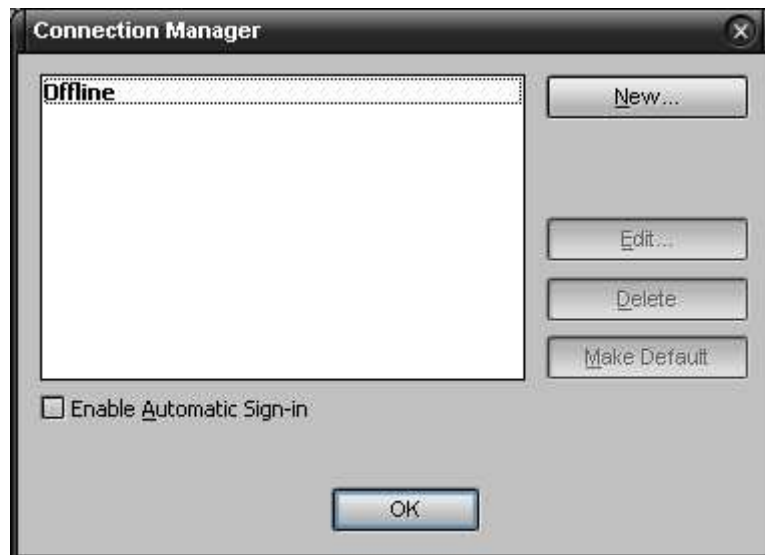 Connection Manager
Offline
New...
Edit...
Delete
Make Default
Enable Automatic Sign-in
OK